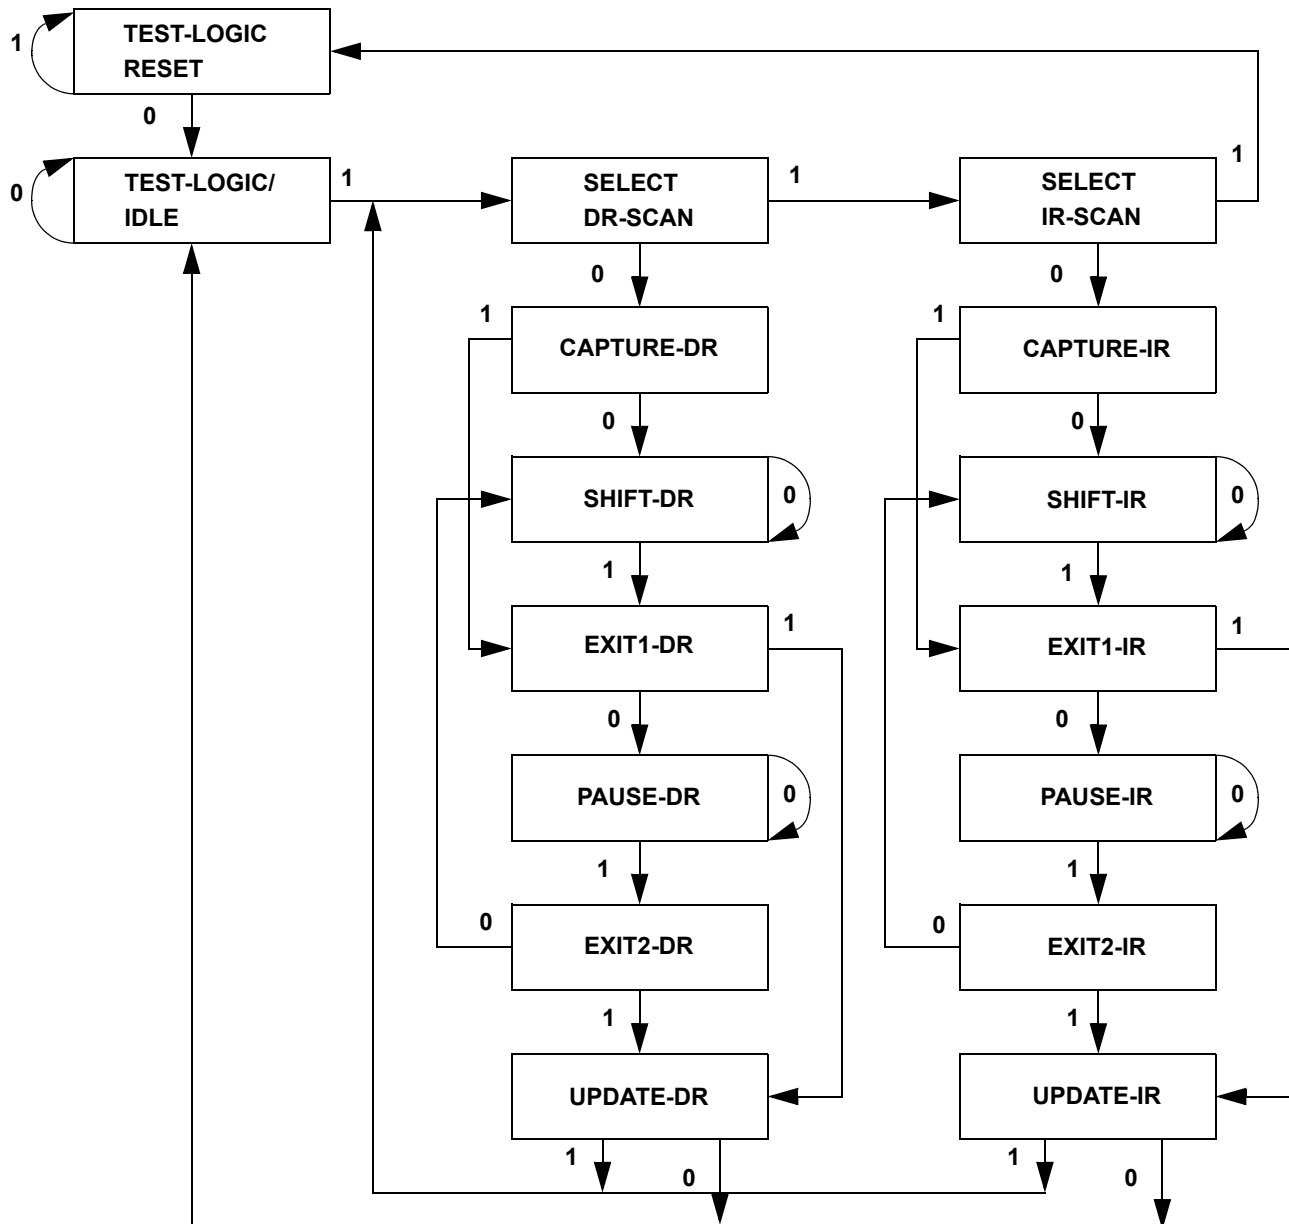 1
TEST-LOGIC
RESET
0
0
TEST-LOGIC/
IDLE
1
SELECT
DR-SCAN
1
SELECT
IR-SCAN
1
0
0
1
CAPTURE-DR
1
CAPTURE-IR
0
0
SHIFT-DR
0
SHIFT-IR
0
1
1
EXIT1-DR
1
EXIT1-IR
1
0
0
PAUSE-DR
0
PAUSE-IR
0
1
1
0
EXIT2-DR
0
EXIT2-IR
1
1
UPDATE-DR
UPDATE-IR
1
0
1
0